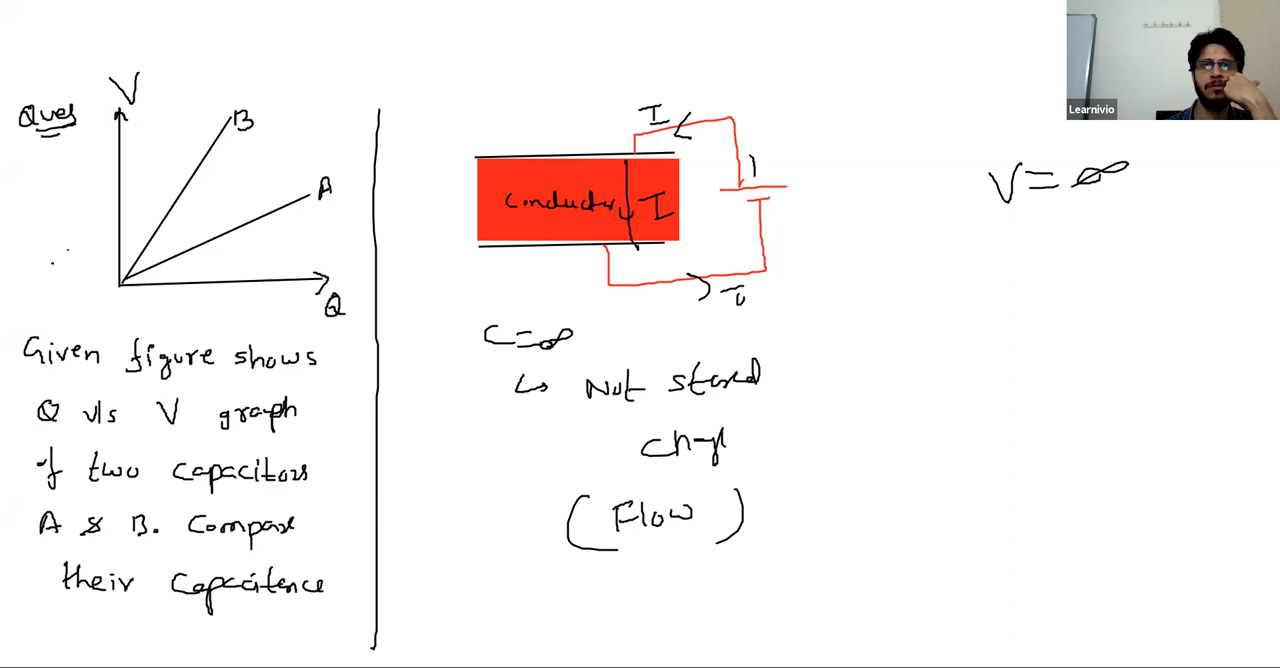 Ques
V
B
A
Q
Given figure shows
Q v/s V graph
of two capacitors
A & B. Compare
their Capacitence
I
Conductor I
I
C = ∞
↳ Not stored
(Flow)
V = ∞
Learnivio